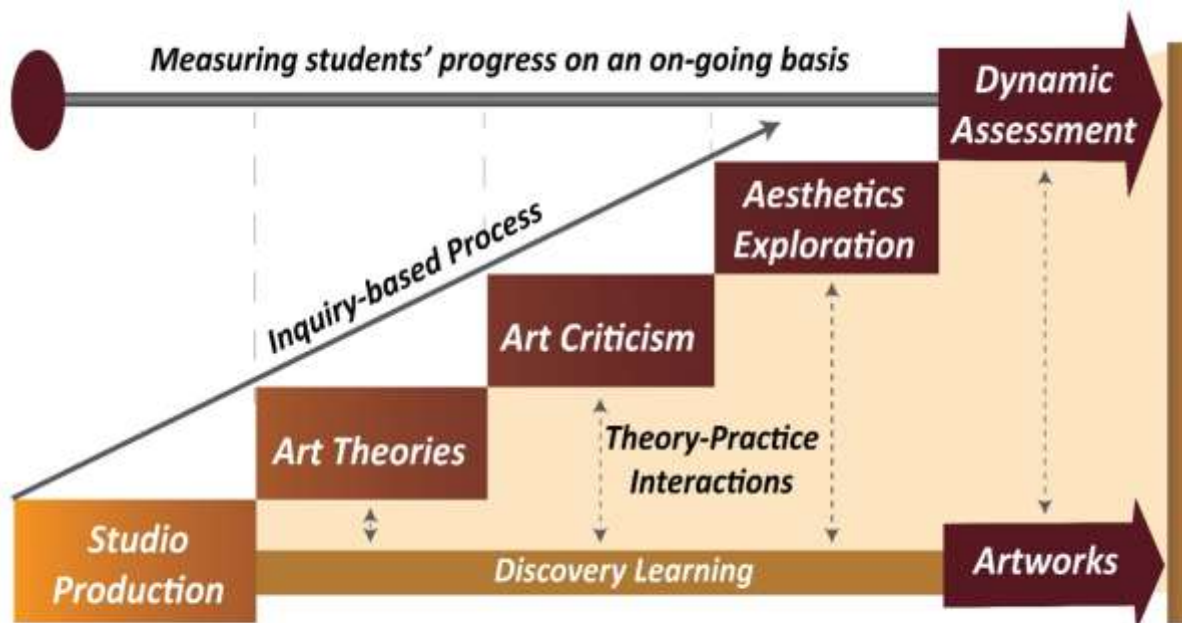 Measuring students' progress on an on-going basis
Dynamic
Assessment
Aesthetics
Exploration
Inquiry-based Process
Art Criticism
Art Theories
Theory-Practice
Interactions
Studio
Production
Discovery Learning
Artworks